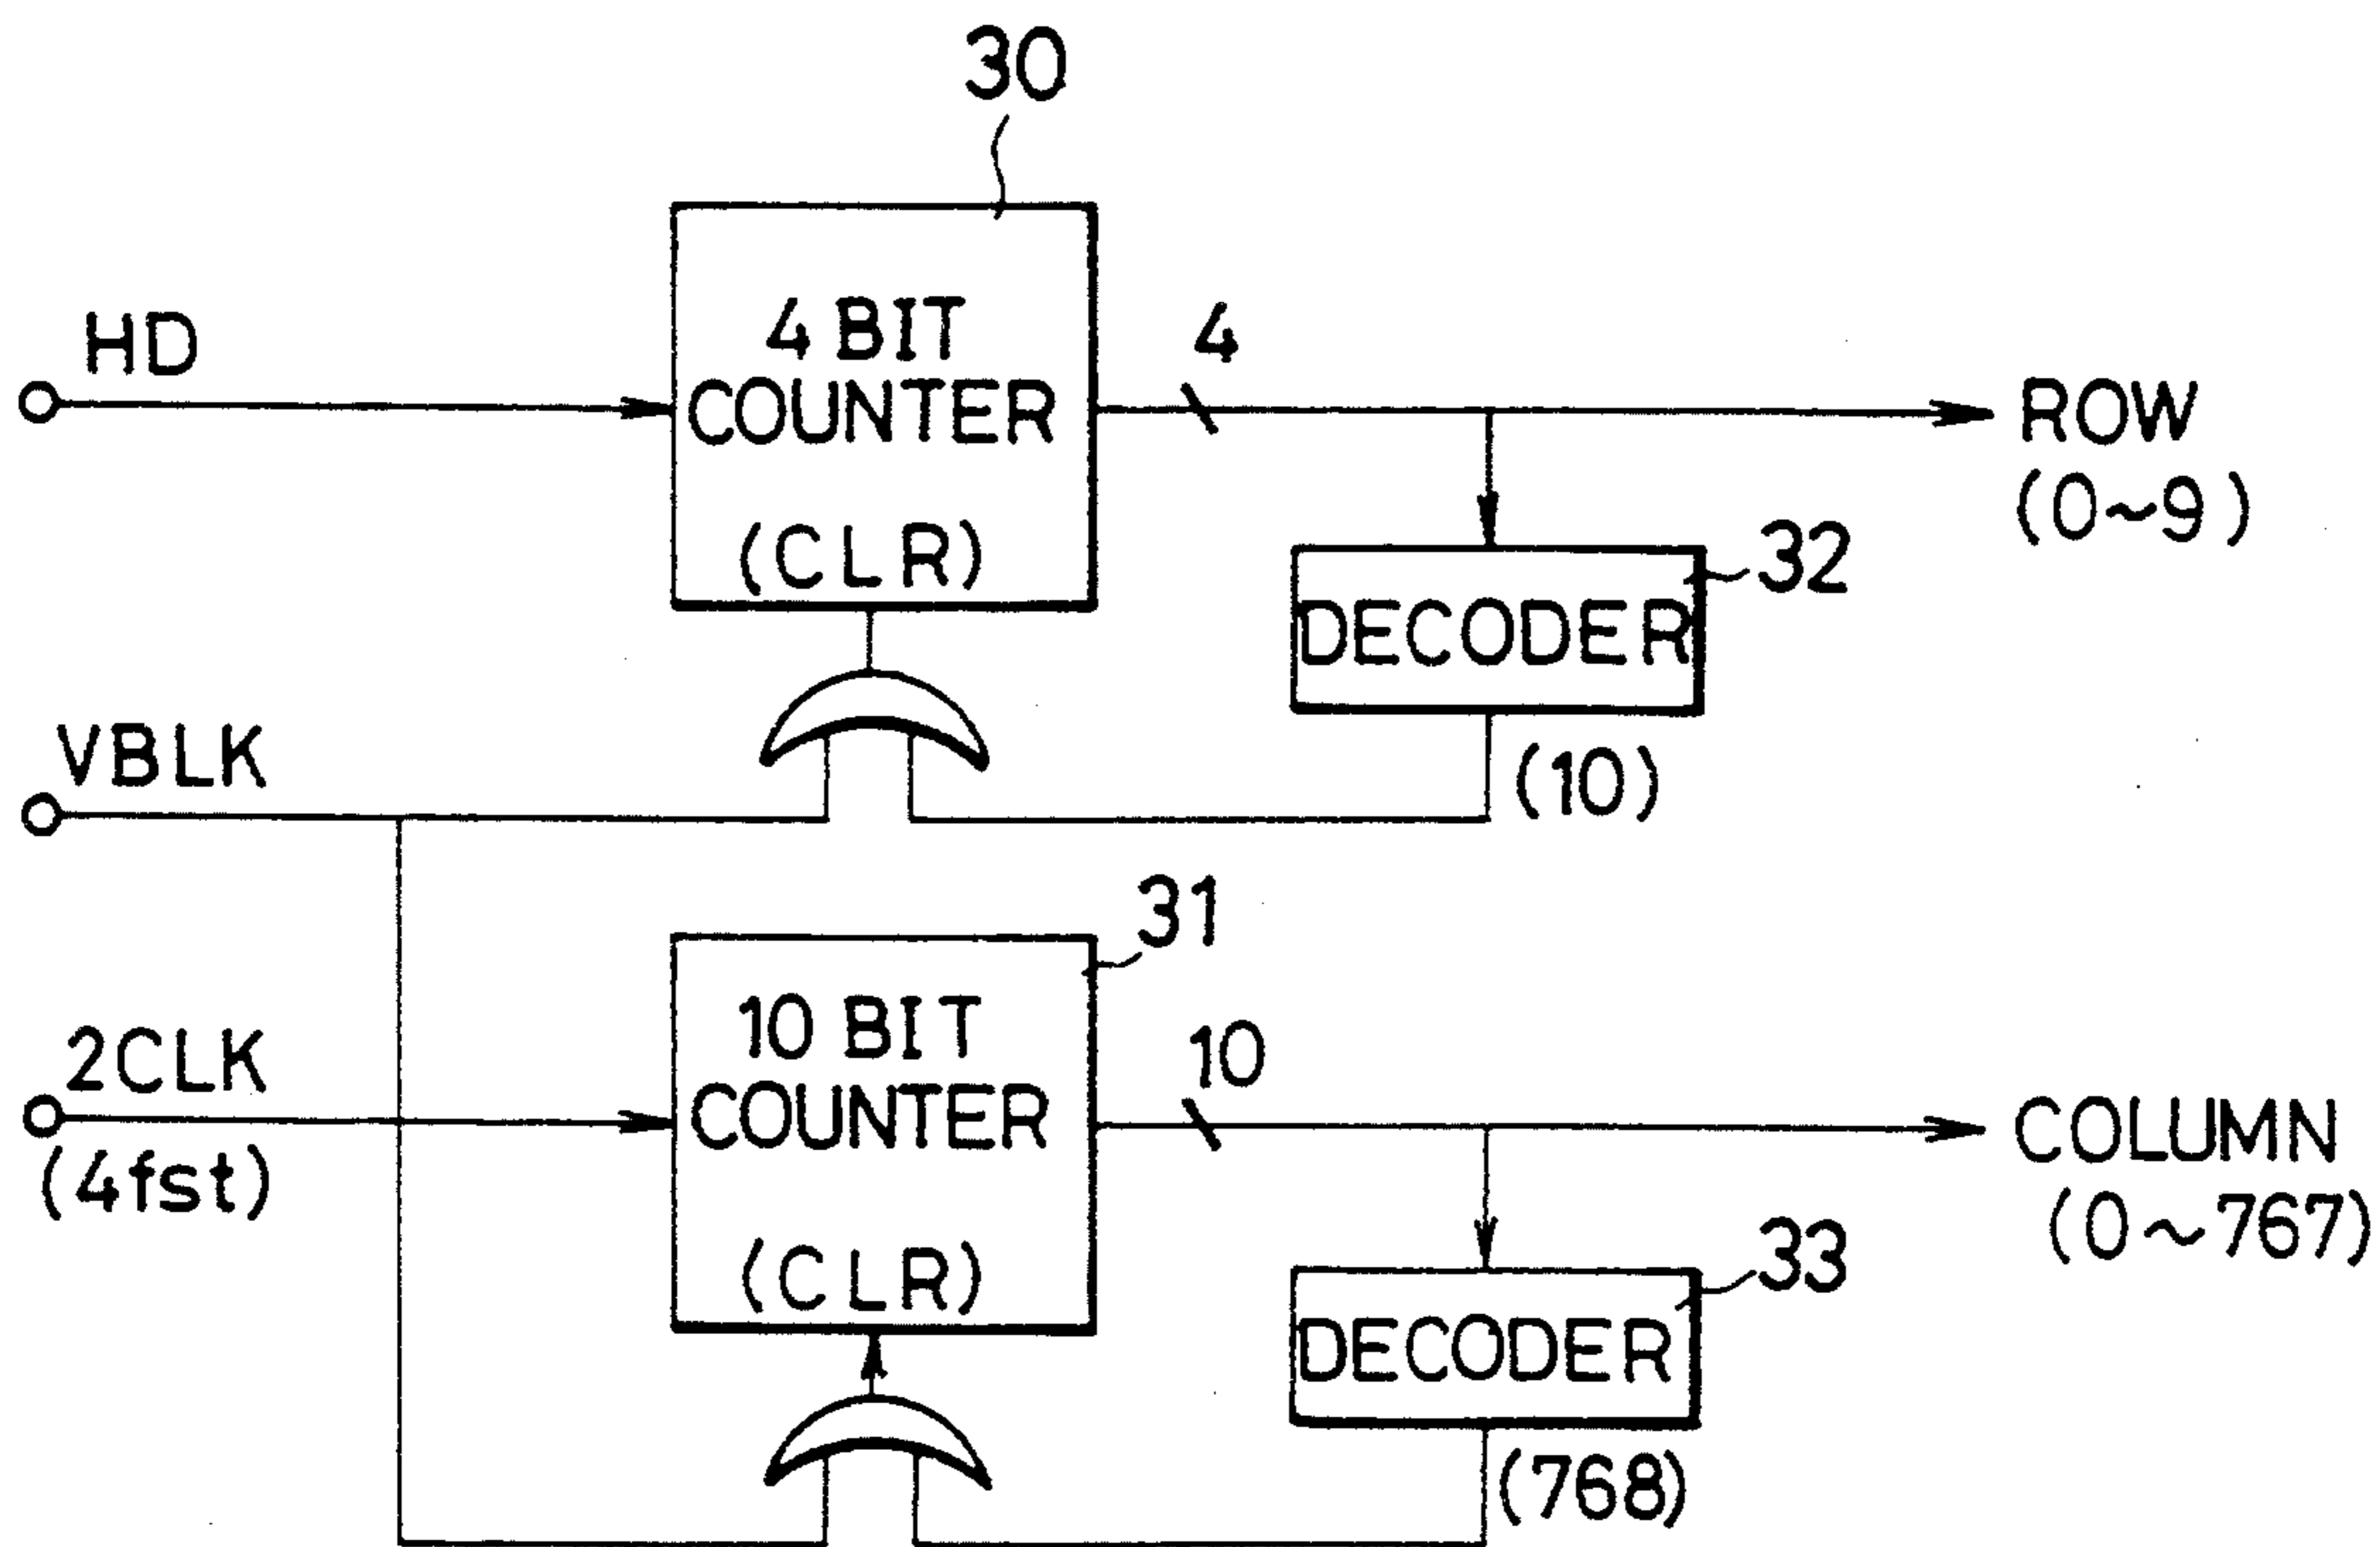 30
HD
4 BIT
COUNTER
(CLR)
4
ROW
(0~9)
32
DECODER
(10)
VBLK
31
2CLK
(4fst)
10 BIT
COUNTER
(CLR)
10
COLUMN
(0~767)
33
DECODER
(768)